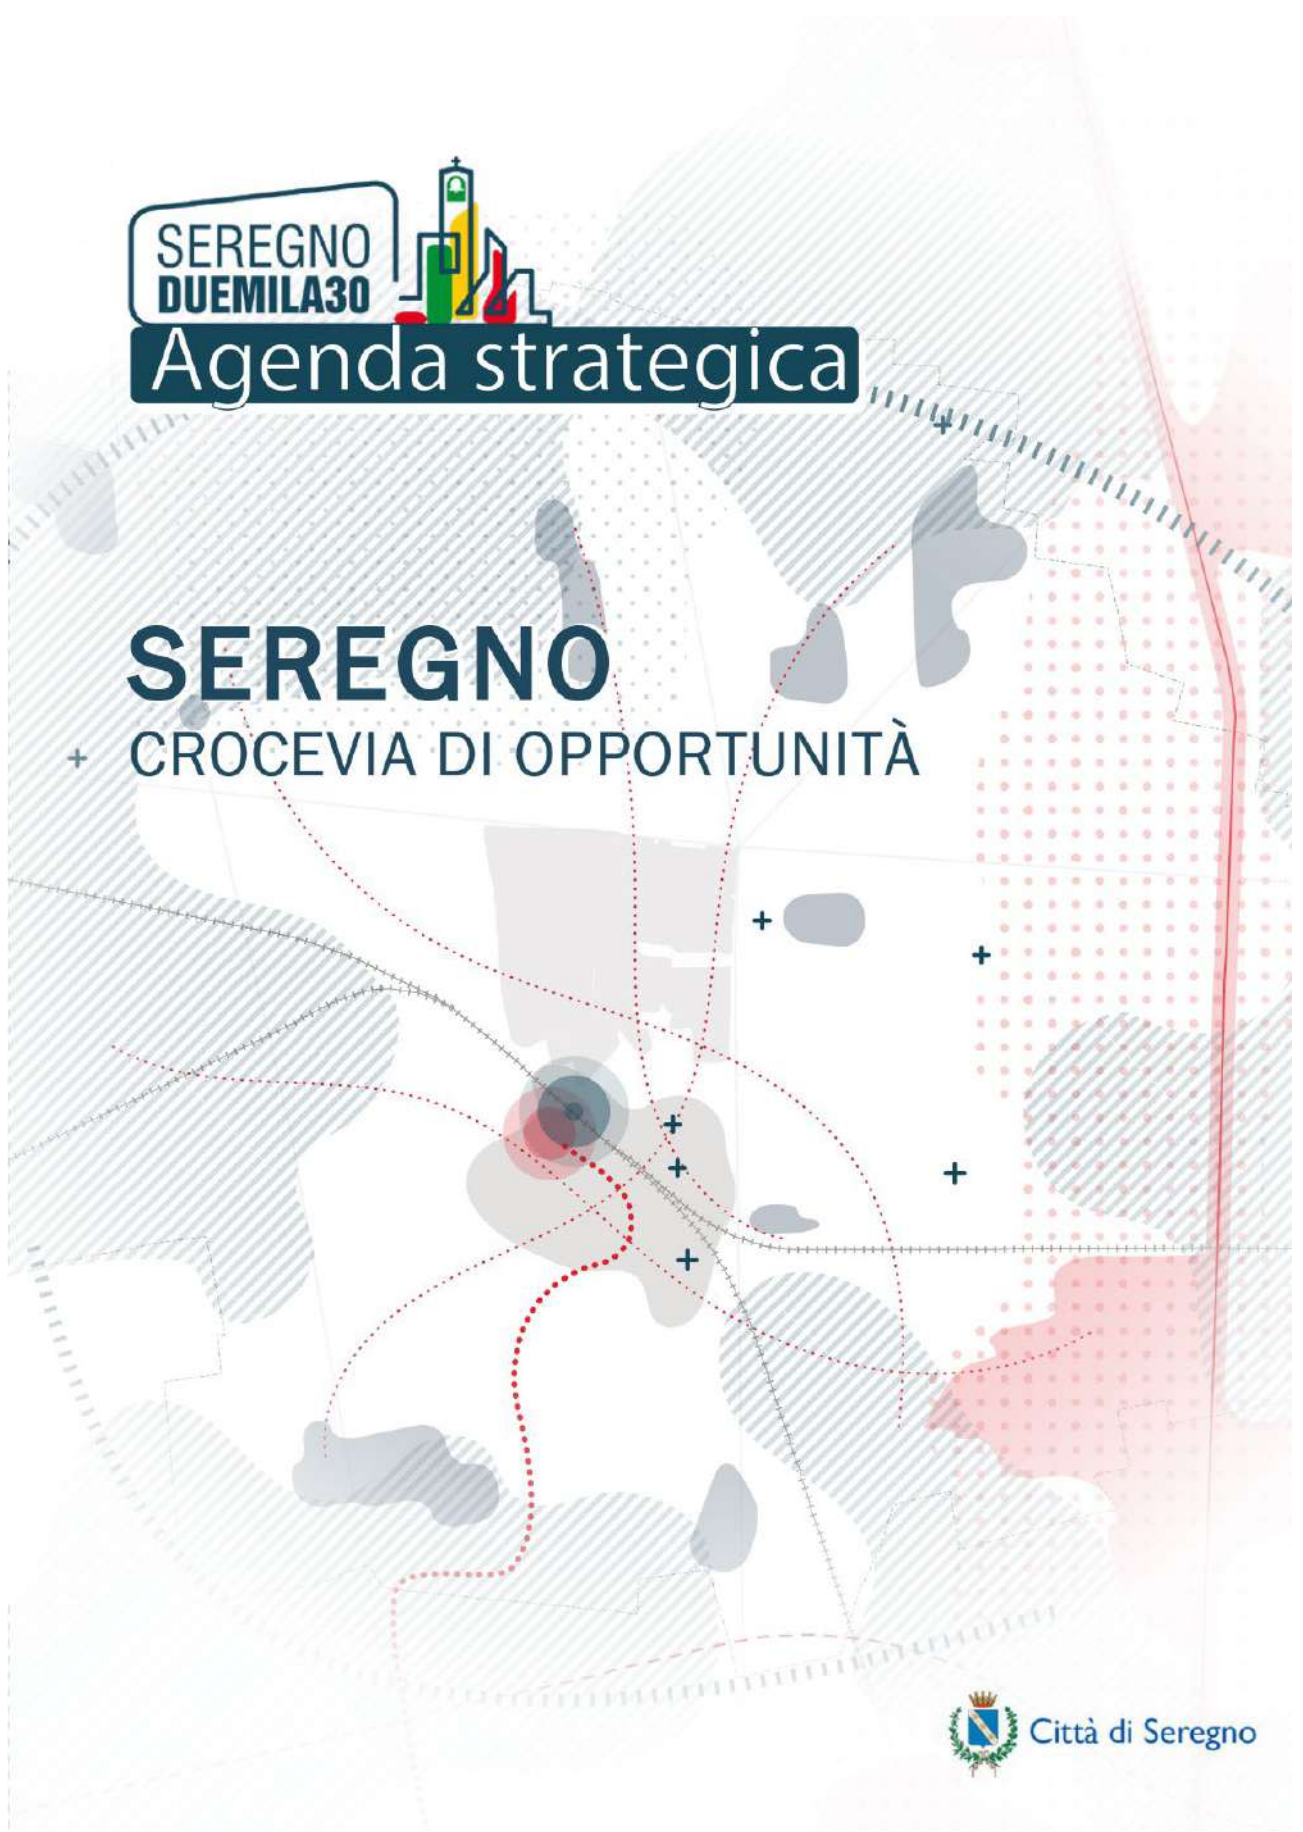 SEREGNO
DUEMILA30
Agenda strategica
SEREGNO
CROCEVIA DI OPPORTUNITÀ
Città di Seregno